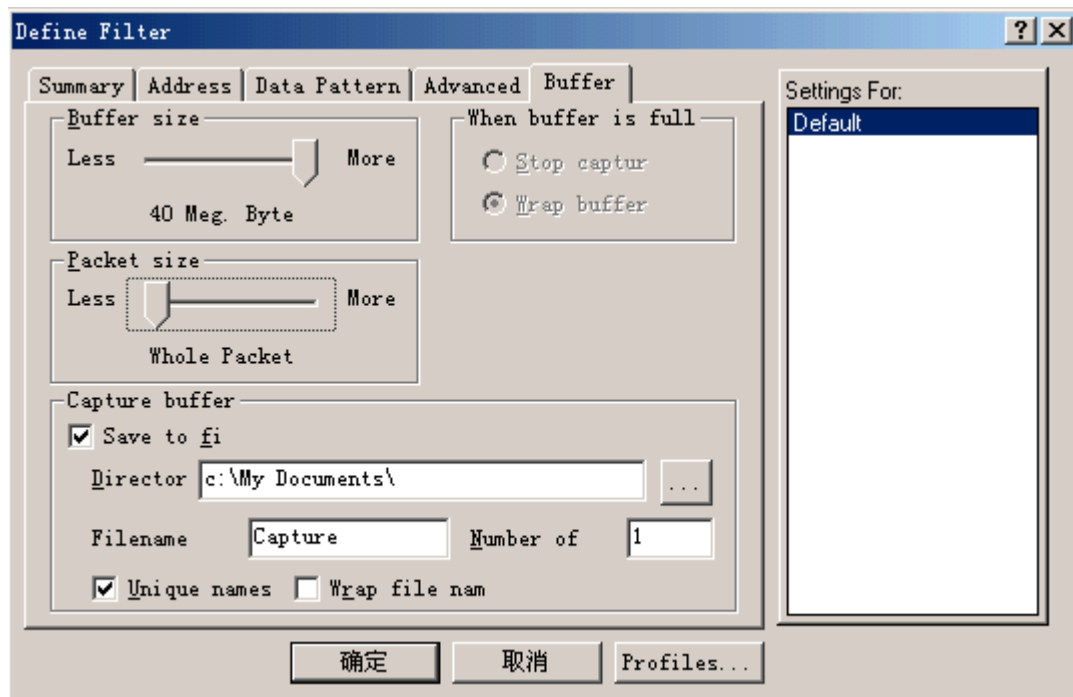 Define Filter
Summary Address Data Pattern Advanced Buffer
Buffer size
Less More
40 Meg. Byte
When buffer is full
Stop captur
Wrap buffer
Packet size
Less More
Whole Packet
Capture buffer
Save to fi
Director c:\My Documents\ ...
Filename Capture Number of 1
Unique names Wrap file nam
Settings For:
Default
确定 取消 Profiles...